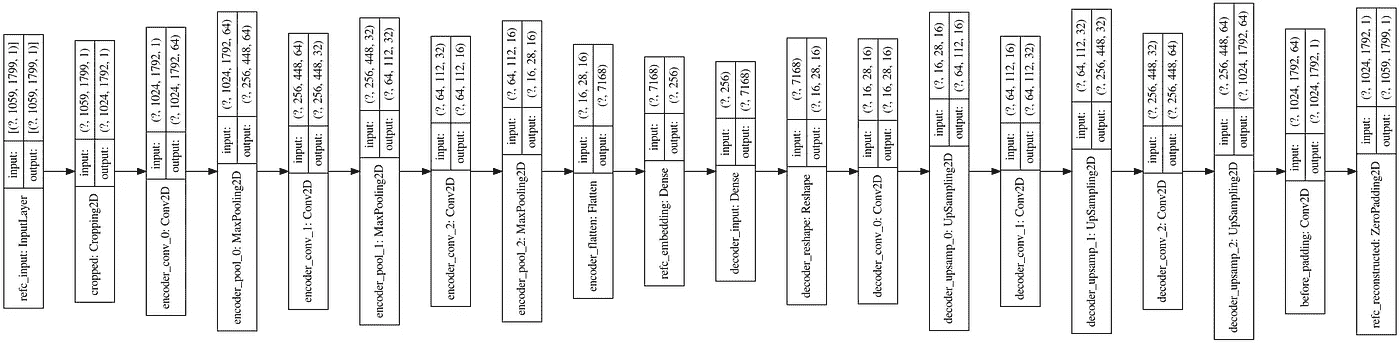 refc_input: InputLayer
input: [(?, 1059, 1799, 1)]
output: [(?, 1059, 1799, 1)]
cropped: Cropping2D
input: (?, 1059, 1799, 1)
output: (?, 1024, 1792, 1)
encoder_conv_0: Conv2D
input: (?, 1024, 1792, 1)
output: (?, 1024, 1792, 64)
encoder_pool_0: MaxPooling2D
input: (?, 1024, 1792, 64)
output: (?, 256, 448, 64)
encoder_conv_1: Conv2D
input: (?, 256, 448, 64)
output: (?, 256, 448, 32)
encoder_pool_1: MaxPooling2D
input: (?, 256, 448, 32)
output: (?, 64, 112, 32)
encoder_conv_2: Conv2D
input: (?, 64, 112, 32)
output: (?, 64, 112, 16)
encoder_pool_2: MaxPooling2D
input: (?, 64, 112, 16)
output: (?, 16, 28, 16)
encoder_flatten: Flatten
input: (?, 16, 28, 16)
output: (?, 7168)
refc_embedding: Dense
input: (?, 7168)
output: (?, 256)
decoder_input: Dense
input: (?, 256)
output: (?, 7168)
decoder_reshape: Reshape
input: (?, 7168)
output: (?, 16, 28, 16)
decoder_conv_0: Conv2D
input: (?, 16, 28, 16)
output: (?, 16, 28, 16)
decoder_upsamp_0: UpSampling2D
input: (?, 16, 28, 16)
output: (?, 64, 112, 16)
decoder_conv_1: Conv2D
input: (?, 64, 112, 16)
output: (?, 64, 112, 32)
decoder_upsamp_1: UpSampling2D
input: (?, 64, 112, 32)
output: (?, 256, 448, 32)
decoder_conv_2: Conv2D
input: (?, 256, 448, 32)
output: (?, 256, 448, 64)
decoder_upsamp_2: UpSampling2D
input: (?, 256, 448, 64)
output: (?, 1024, 1792, 64)
before_padding: Conv2D
input: (?, 1024, 1792, 64)
output: (?, 1024, 1792, 1)
refc_reconstructed: ZeroPadding2D
input: (?, 1024, 1792, 1)
output: (?, 1059, 1799, 1)